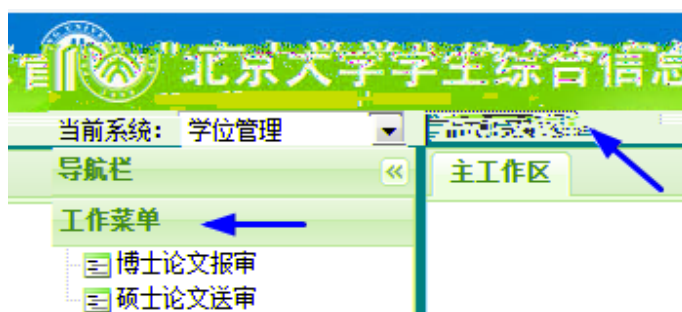 北京大学学生综合信息
当前系统： 学位管理
导航栏
主工作区
工作菜单
博士论文报审
硕士论文送审